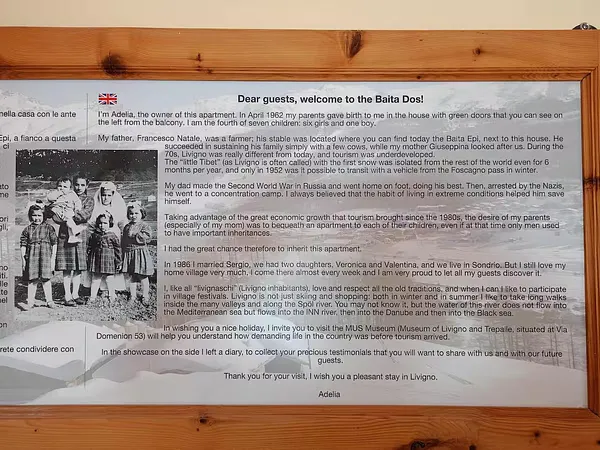 Dear guests, welcome to the Baita Dos!
nella casa con le ante
I'm Adelia, the owner of this apartment. In April 1962 my parents gave birth to me in the house with green doors that you can see on
the left from the balcony. I am the fourth of seven children: six girls and one boy.
Epi, a fianco a questa
My father, Francesco Natale, was a farmer; his stable was located where you can find today the Baita Epi, next to this house. He
succeeded in sustaining his family simply with a few cows, while my mother Giuseppina looked after us. During the
70s, Livigno was really different from today, and tourism was underdeveloped.
The "little Tibet" (as Livigno is often called) with the first snow was isolated from the rest of the world even for 6
months per year, and only in 1952 it was possible to transit with a vehicle from the Foscagno pass in winter.
My dad made the Second World War in Russia and went home on foot, doing his best. Then, arrested by the Nazis,
he went to a concentration camp. I always believed that the habit of living in extreme conditions helped him save
himself.
Taking advantage of the great economic growth that tourism brought since the 1980s, the desire of my parents
(especially of my mom) was to bequeath an apartment to each of their children, even if at that time only men used
to have important inheritances.
I had the great chance therefore to inherit this apartment.
In 1986 I married Sergio, we had two daughters, Veronica and Valentina, and we live in Sondrio. But I still love my
home village very much. I come there almost every week and I am very proud to let all my guests discover it.
I, like all "livignaschi" (Livigno inhabitants), love and respect all the old traditions, and when I can I like to participate
in village festivals. Livigno is not just skiing and shopping: both in winter and in summer I like to take long walks
inside the many valleys and along the Spöl river. You may not know it, but the water of this river does not flow into
the Mediterranean sea but flows into the INN river, then into the Danube and then into the Black sea.
In wishing you a nice holiday, I invite you to visit the MUS! Museum (Museum of Livigno and Trepalle, situated at Via
Domenion 53) will help you understand how demanding life in the country was before tourism arrived.
rete condividere con
In the showcase on the side I left a diary, to collect your precious testimonials that you will want to share with us and with our future
guests.
Thank you for your visit, I wish you a pleasant stay in Livigno.
Adelia